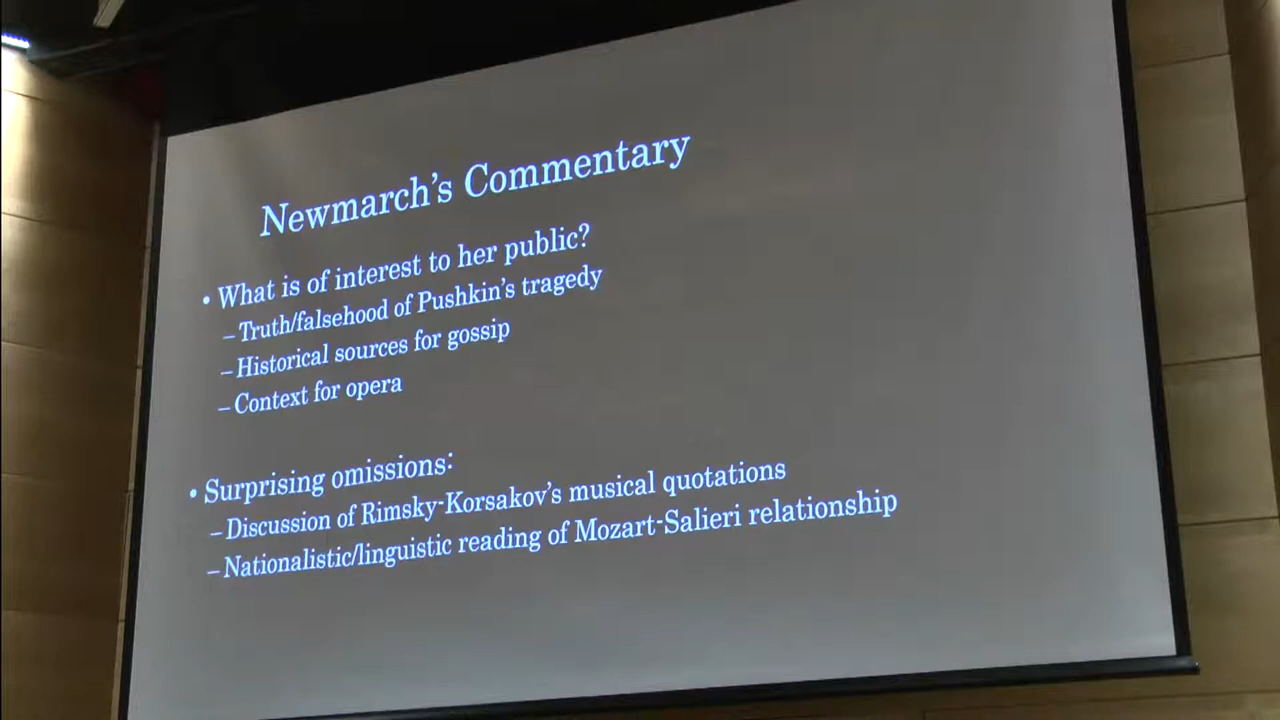 Newmarch's Commentary
• What is of interest to her public?
– Truth/falsehood of Pushkin's tragedy
– Historical sources for gossip
– Context for opera
• Surprising omissions:
– Discussion of Rimsky-Korsakov's musical quotations
– Nationalistic/linguistic reading of Mozart-Salieri relationship